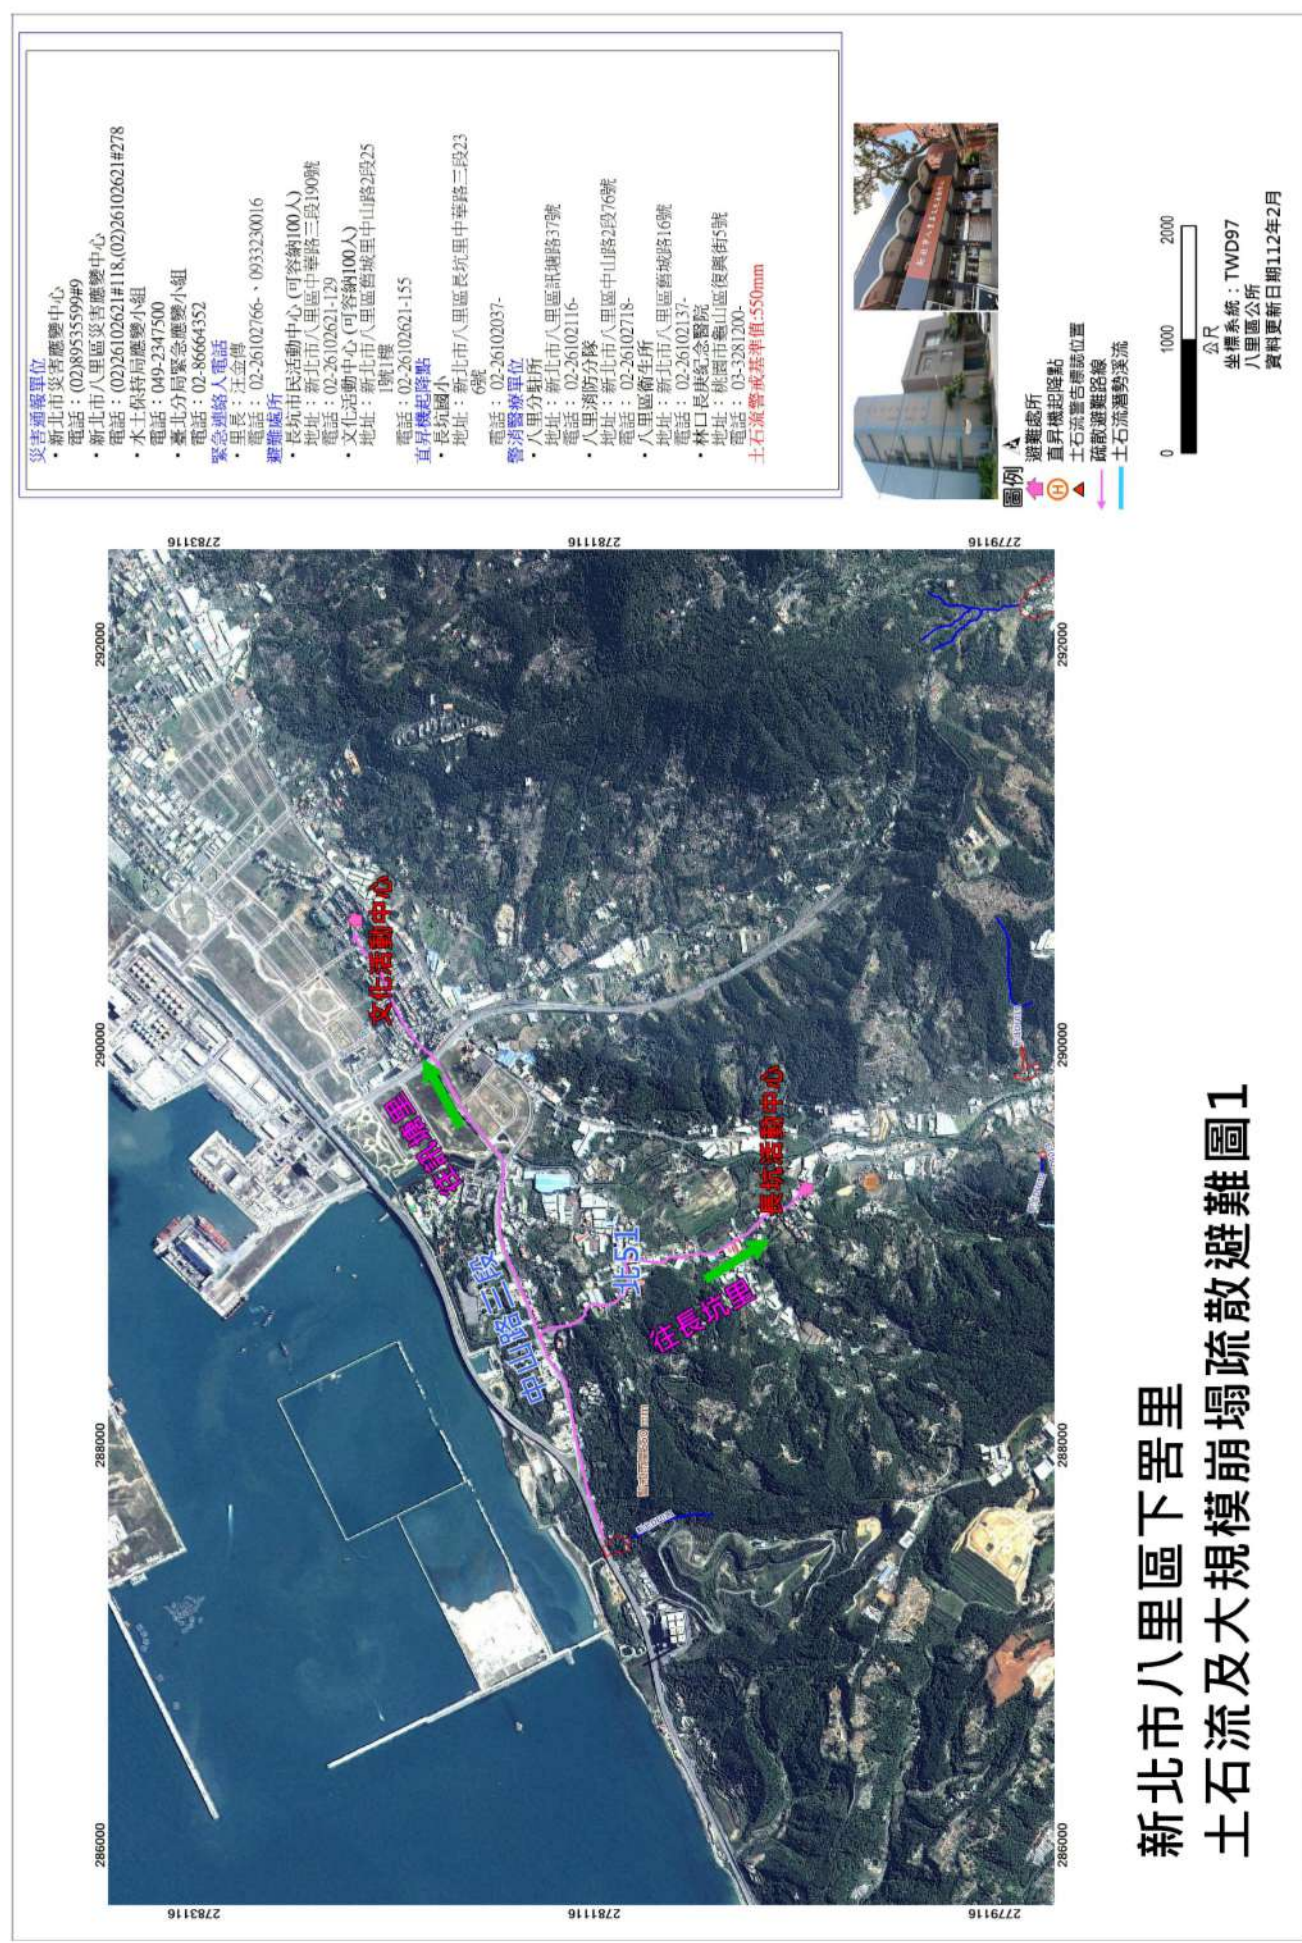 新北市八里區下罟里
土石流及大規模崩塌疏散避難圖1
災害通報單位
・新北市災害應變中心
電話：(02)89535599#9
・新北市八里區災害應變中心
電話：(02)26102621#118,(02)26102621#278
・水土保持局應變小組
電話：049-2347500
・臺北分局緊急應變小組
電話：02-86664352
緊急連絡人電話
・里長：汪金傳
電話：02-26102766-、0933230016
避難處所
・長坑市民活動中心 (可容納100人)
地址：新北市八里區中華路三段190號
電話：02-26102621-129
・文化活動中心 (可容納100人)
地址：新北市八里區舊城里中山路2段25
1號1樓
電話：02-26102621-155
直昇機起降點
・長坑國小
地址：新北市八里區長坑里中華路三段23
6號
電話：02-26102037-
警消醫療單位
・八里分駐所
地址：新北市八里區訊塘路37號
電話：02-26102116-
・八里消防分隊
地址：新北市八里區中山路2段76號
電話：02-26102718-
・八里區衛生所
地址：新北市八里區舊城路16號
電話：02-26102137-
・林口長庚紀念醫院
地址：桃園市龜山區復興街5號
電話：03-3281200-
土石流警戒基準值:550mm
圖例
避難處所
H
直昇機起降點
土石流警告標誌位置
疏散避難路線
土石流潛勢溪流
0 1000 2000
公尺
坐標系統：TWD97
八里區公所
資料更新日期112年2月
286000 288000 290000 292000
2783116
2781116
2779116
文化活動中心
往訊塘里
中山路三段
北51
往長坑里
長坑活動中心
286000 288000 290000 292000
2783116
2781116
2779116